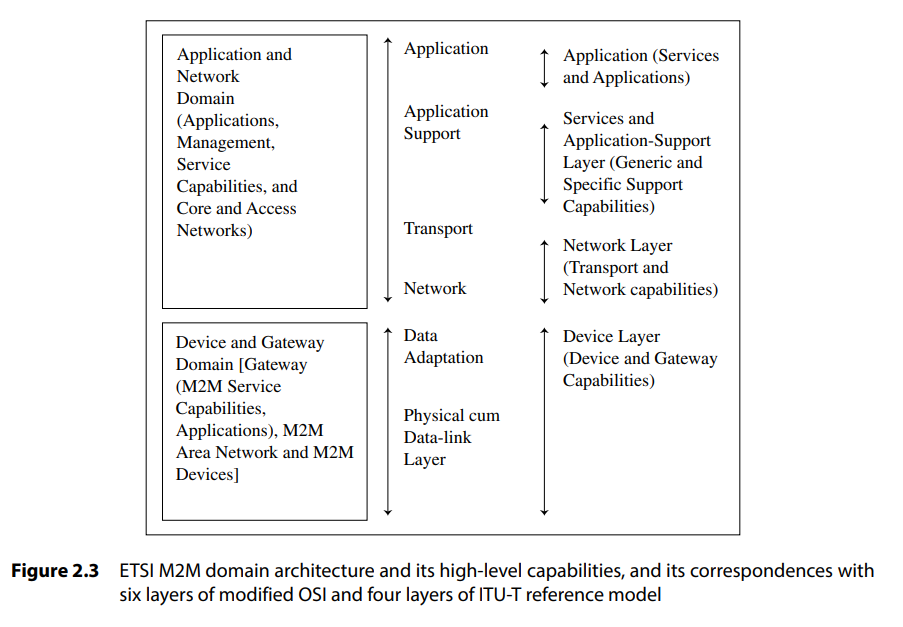 Application and
Network
Domain
(Applications,
Management,
Service
Capabilities, and
Core and Access
Networks)
Application
Application
Support
Transport
Network
Application (Services
and Applications)
Services and
Application-Support
Layer (Generic and
Specific Support
Capabilities)
Network Layer
(Transport and
Network capabilities)
Device and Gateway
Domain [Gateway
(M2M Service
Capabilities,
Applications), M2M
Area Network and M2M
Devices]
Data
Adaptation
Physical cum
Data-link
Layer
Device Layer
(Device and Gateway
Capabilities)
Figure 2.3 ETSI M2M domain architecture and its high-level capabilities, and its correspondences with
six layers of modified OSI and four layers of ITU-T reference model